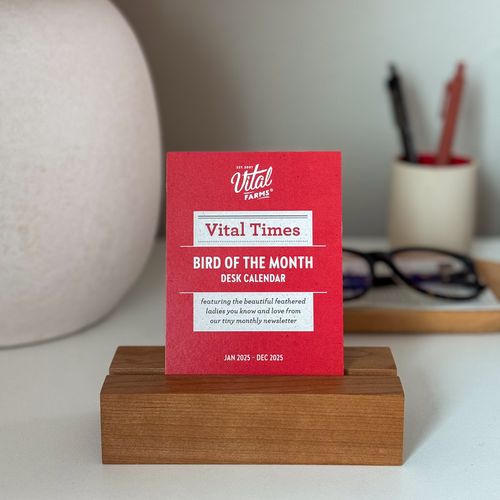 EST. 2007
Vital
FARMS®
Vital Times
BIRD OF THE MONTH
DESK CALENDAR
featuring the beautiful feathered
ladies you know and love from
our tiny monthly newsletter
JAN 2025 - DEC 2025